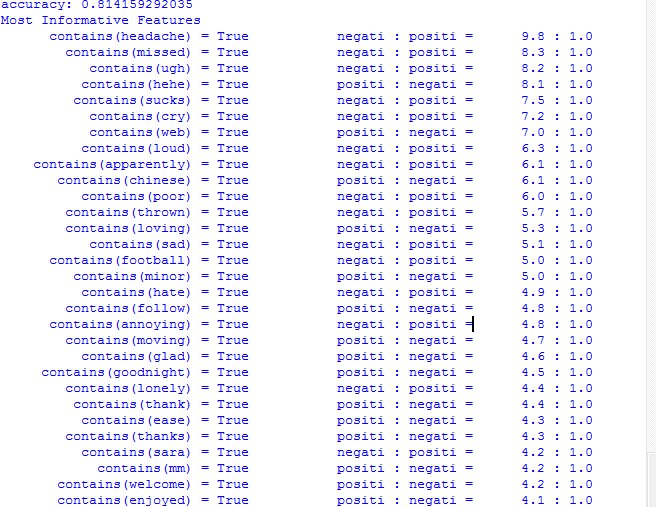 accuracy: 0.814159292035
Most Informative Features
contains(headache) = True negati : positi = 9.8 : 1.0
contains(missed) = True negati : positi = 8.3 : 1.0
contains(ugh) = True negati : positi = 8.2 : 1.0
contains(hehe) = True positi : negati = 8.1 : 1.0
contains(sucks) = True negati : positi = 7.5 : 1.0
contains(cry) = True negati : positi = 7.2 : 1.0
contains(web) = True positi : negati = 7.0 : 1.0
contains(loud) = True negati : positi = 6.3 : 1.0
contains(apparently) = True negati : positi = 6.1 : 1.0
contains(chinese) = True positi : negati = 6.1 : 1.0
contains(poor) = True negati : positi = 6.0 : 1.0
contains(thrown) = True negati : positi = 5.7 : 1.0
contains(loving) = True positi : negati = 5.3 : 1.0
contains(sad) = True negati : positi = 5.1 : 1.0
contains(football) = True negati : positi = 5.0 : 1.0
contains(minor) = True negati : positi = 5.0 : 1.0
contains(hate) = True negati : positi = 4.9 : 1.0
contains(follow) = True positi : negati = 4.8 : 1.0
contains(annoying) = True negati : positi = 4.8 : 1.0
contains(moving) = True positi : negati = 4.7 : 1.0
contains(glad) = True positi : negati = 4.6 : 1.0
contains(goodnight) = True positi : negati = 4.5 : 1.0
contains(lonely) = True negati : positi = 4.4 : 1.0
contains(thank) = True positi : negati = 4.4 : 1.0
contains(ease) = True positi : negati = 4.3 : 1.0
contains(thanks) = True positi : negati = 4.3 : 1.0
contains(sara) = True negati : positi = 4.2 : 1.0
contains(mm) = True positi : negati = 4.2 : 1.0
contains(welcome) = True positi : negati = 4.2 : 1.0
contains(enjoyed) = True positi : negati = 4.1 : 1.0